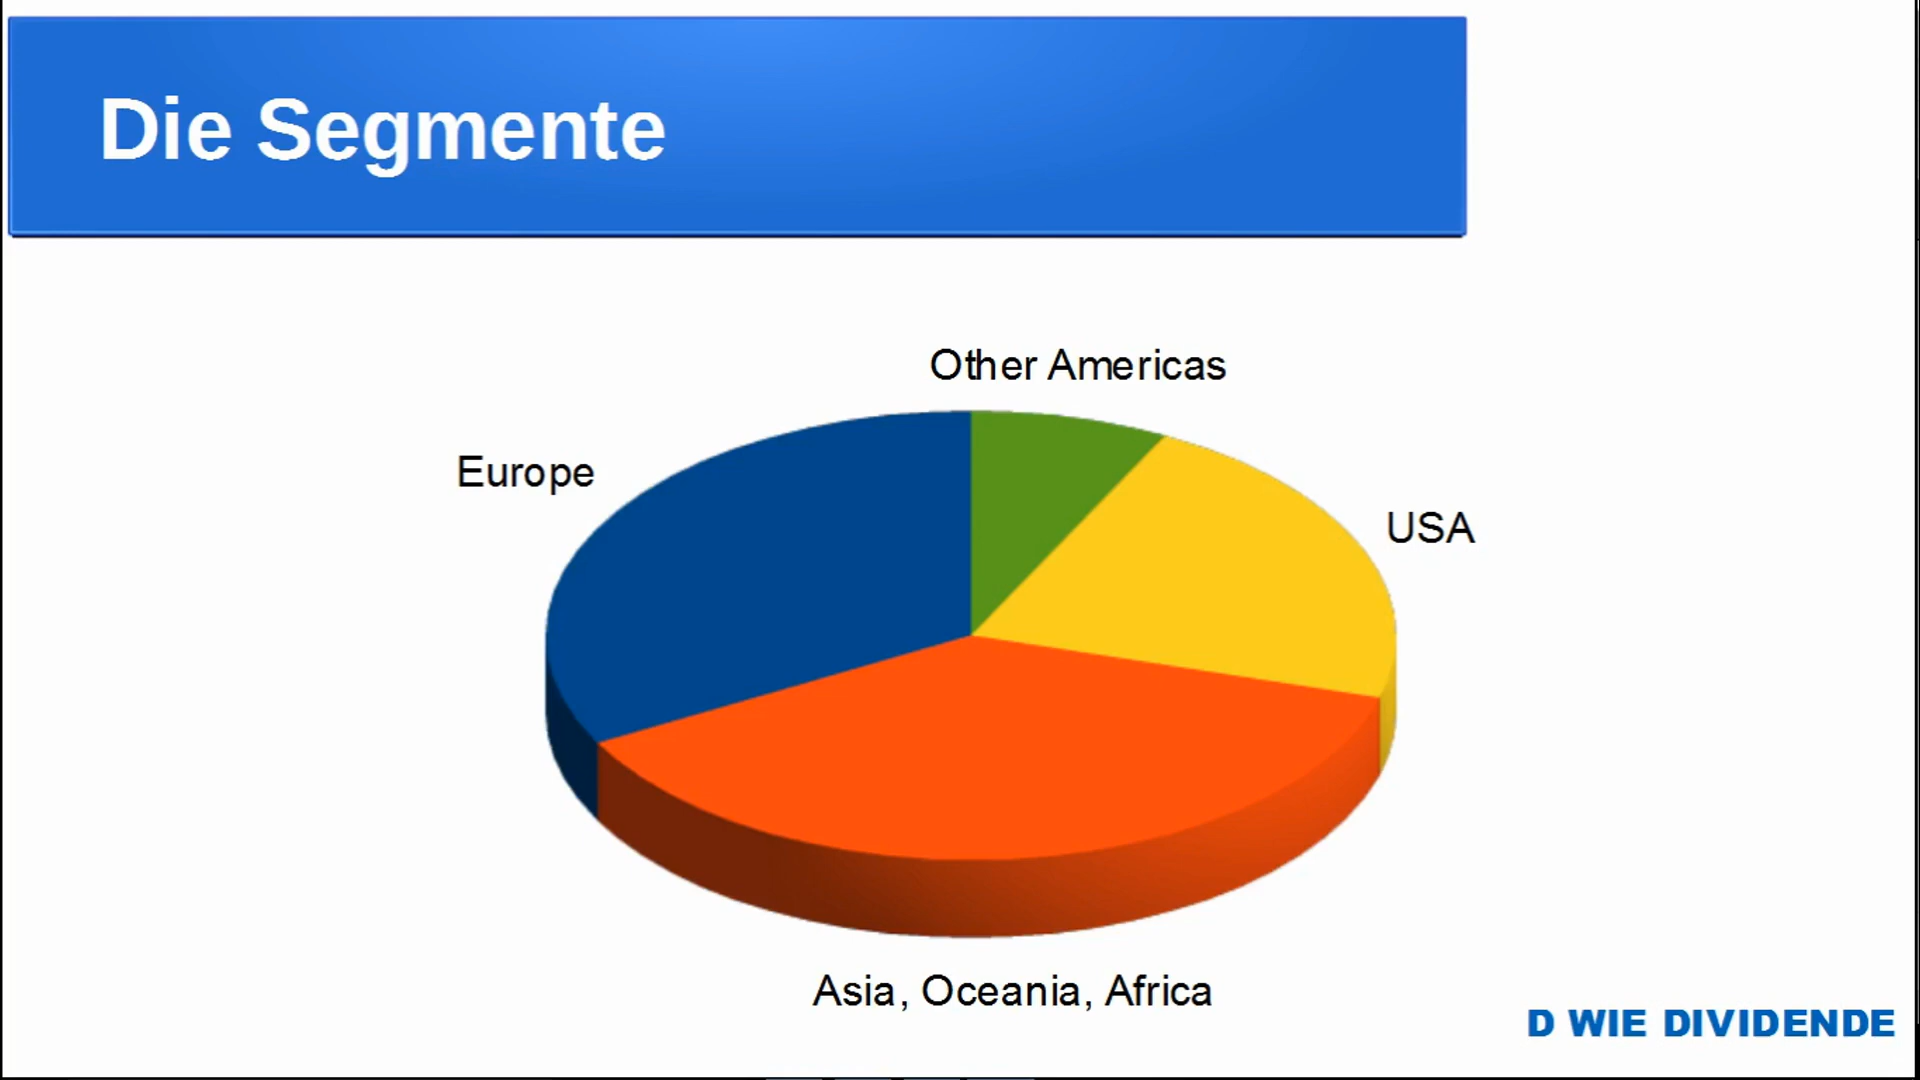 Die Segmente
Other Americas
Europe
USA
Asia, Oceania, Africa
D WIE DIVIDENDE